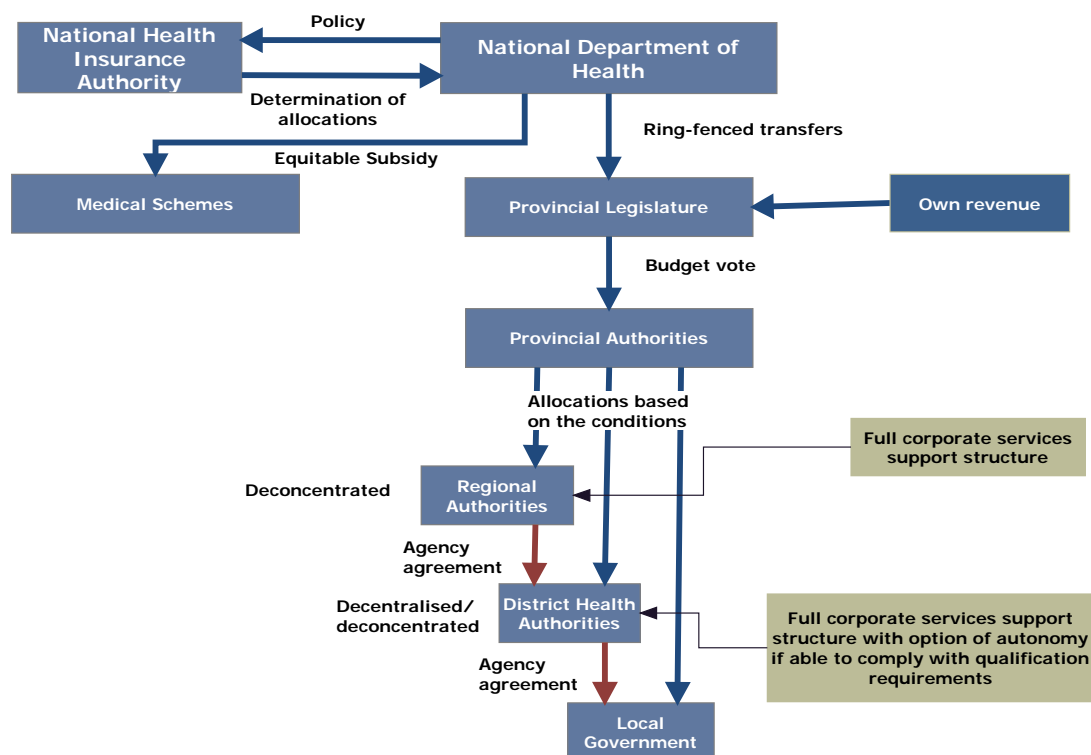 Policy
National Health
Insurance
Authority
National Department of
Health
Determination of
allocations
Ring-fenced transfers
Equitable Subsidy
Medical Schemes
Provincial Legislature
Own revenue
Budget vote
Provincial Authorities
Allocations based
on the conditions
Full corporate services
support structure
Deconcentrated
Regional
Authorities
Agency
agreement
Decentralised/
deconcentrated
District Health
Authorities
Full corporate services support
structure with option of autonomy
if able to comply with qualification
requirements
Agency
agreement
Local
Government